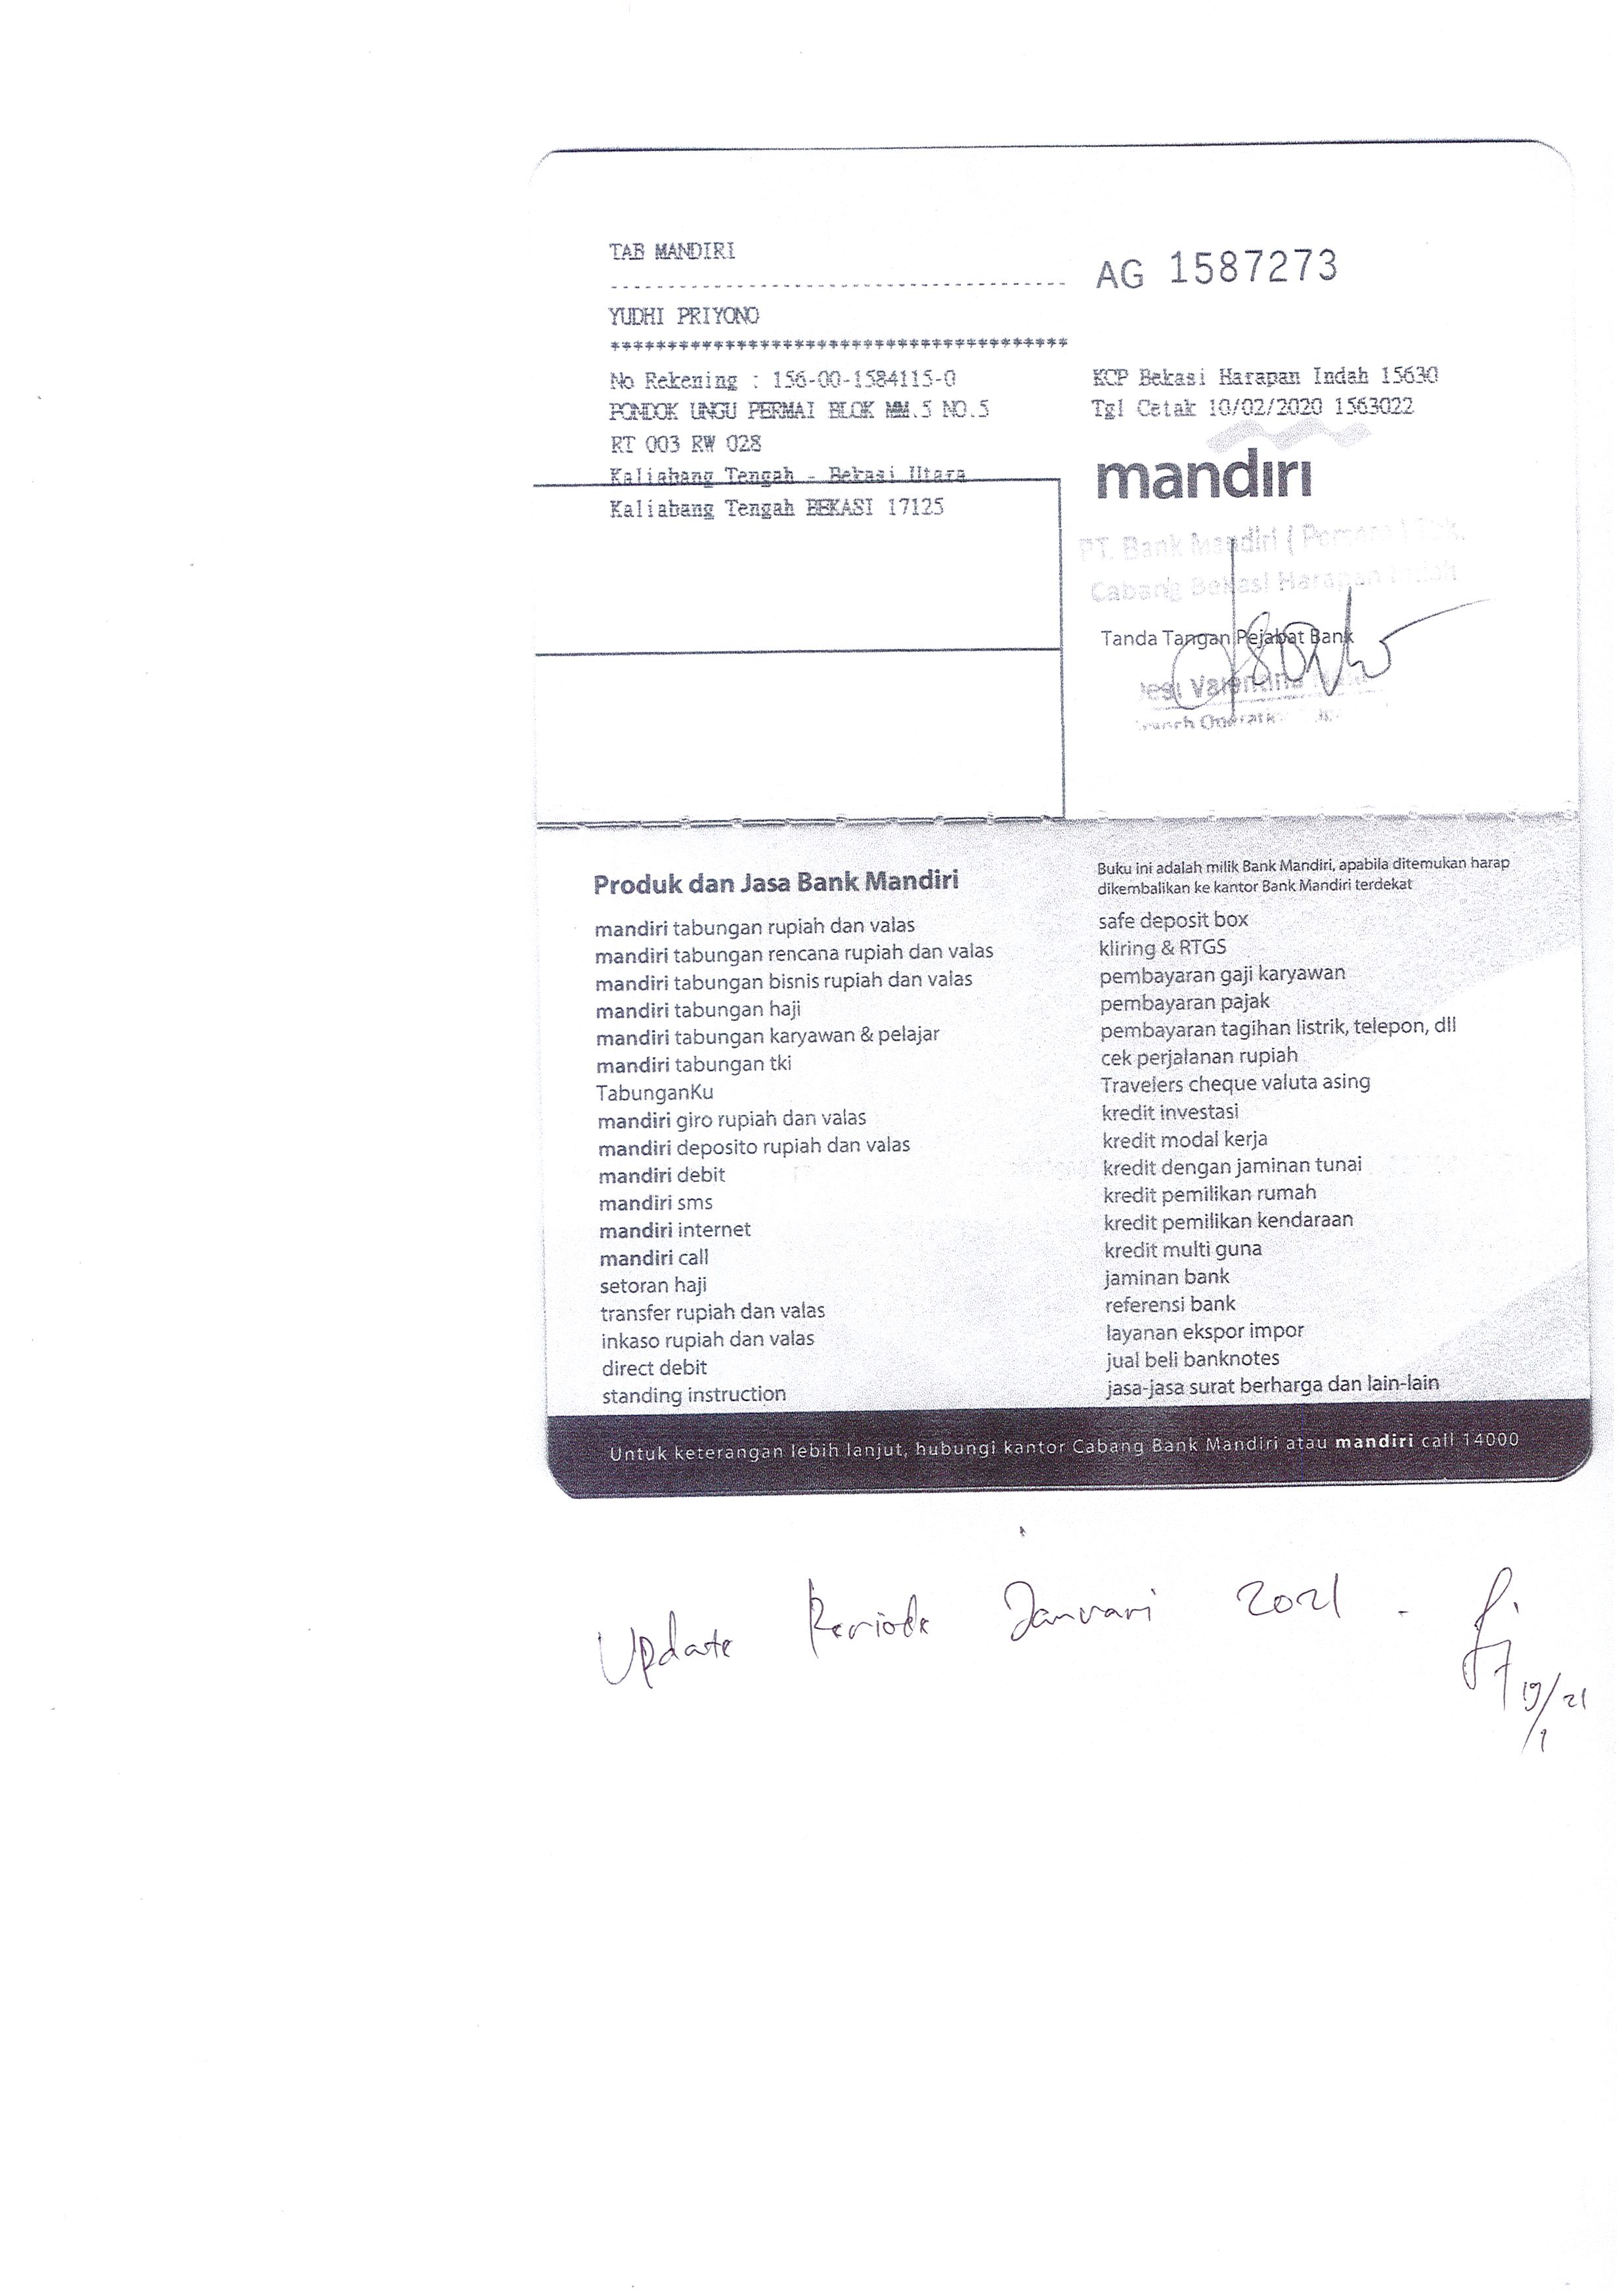 TAB MANDIRI
AG 1587273
YUDHI PRIYONO
****************************************
No Rekening : 156-00-1584115-0
PONDOK UNGU PERMAI BLOK MM.5 NO.5
RT 003 RW 028
Kaliabang Tengah - Bekasi Utara
Kaliabang Tengah BEKASI 17125
KCP Bekasi Harapan Indah 15630
Tgl Cetak 10/02/2020 1563022
mandiri
PT. Bank Mandiri ( Persero ) Tbk.
Cabang Bekasi Harapan Indah
Tanda Tangan Pejabat Bank
Produk dan Jasa Bank Mandiri
mandiri tabungan rupiah dan valas
mandiri tabungan rencana rupiah dan valas
mandiri tabungan bisnis rupiah dan valas
mandiri tabungan haji
mandiri tabungan karyawan & pelajar
mandiri tabungan tki
TabunganKu
mandiri giro rupiah dan valas
mandiri deposito rupiah dan valas
mandiri debit
mandiri sms
mandiri internet
mandiri call
setoran haji
transfer rupiah dan valas
inkaso rupiah dan valas
direct debit
standing instruction
Buku ini adalah milik Bank Mandiri, apabila ditemukan harap
dikembalikan ke kantor Bank Mandiri terdekat
safe deposit box
kliring & RTGS
pembayaran gaji karyawan
pembayaran pajak
pembayaran tagihan listrik, telepon, dll
cek perjalanan rupiah
Travelers cheque valuta asing
kredit investasi
kredit modal kerja
kredit dengan jaminan tunai
kredit pemilikan rumah
kredit pemilikan kendaraan
kredit multi guna
jaminan bank
referensi bank
layanan ekspor impor
jual beli banknotes
jasa-jasa surat berharga dan lain-lain
Untuk keterangan lebih lanjut, hubungi kantor Cabang Bank Mandiri atau mandiri call 14000
Update Periode Januari 2021 .
19/1 21